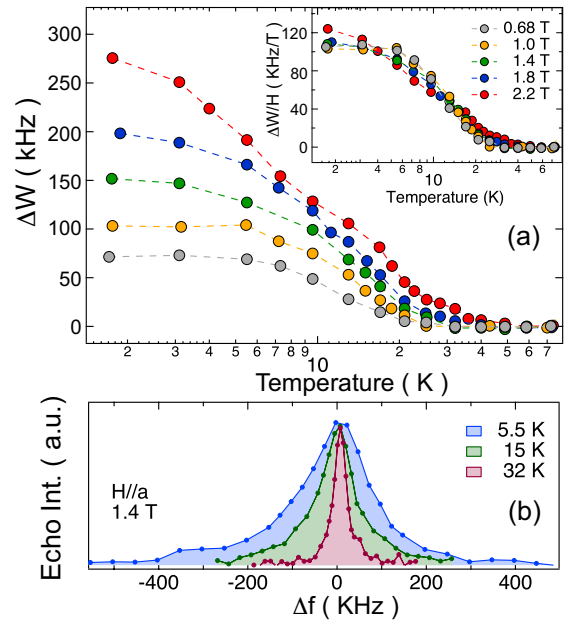 350
300
250
200
150
100
50
0
ΔW ( kHz)
2
3
4
5
6
7
8
9
10
2
3
4
5
6
7
Temperature ( K )
(a)
120
80
40
0
ΔW/H ( KHz/T )
2
4
6
10
2
4
6
Temperature (K)
0.68 T
1.0 T
1.4 T
1.8 T
2.2 T
Echo Int. ( a.u.)
H//a
1.4 T
5.5 K
15 K
32 K
(b)
-400
-200
0
200
400
Δf ( KHz)